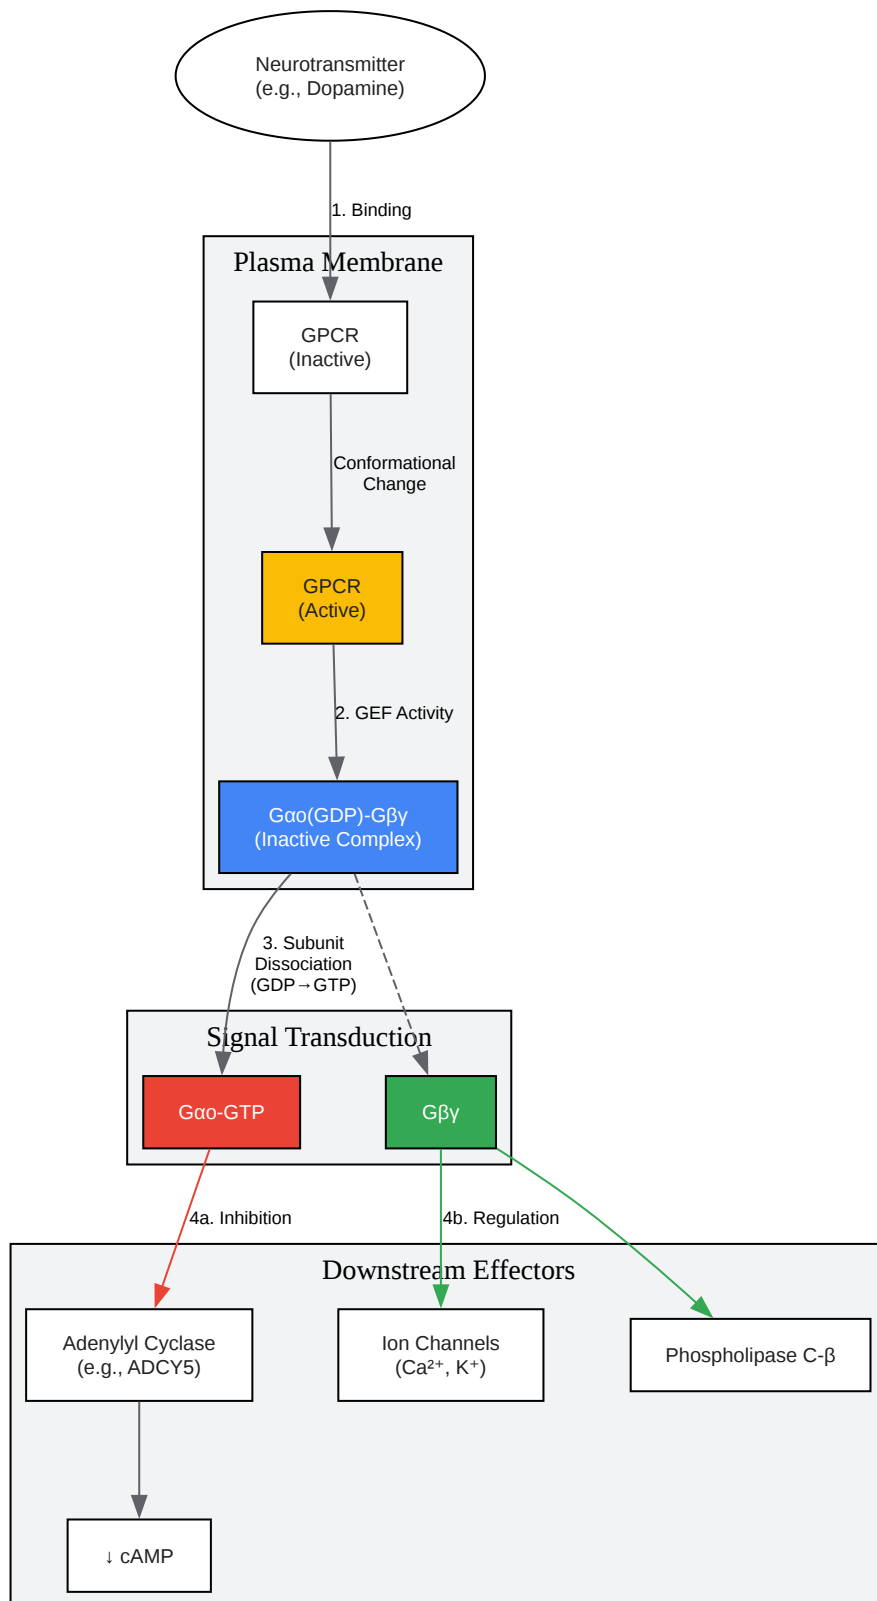 Neurotransmitter
(e.g., Dopamine)
1. Binding
Plasma Membrane
GPCR
(Inactive)
Conformational
Change
GPCR
(Active)
2. GEF Activity
Gαo(GDP)-Gβγ
(Inactive Complex)
3. Subunit
Dissociation
(GDP→GTP)
Signal Transduction
Gαo-GTP
Gβγ
4a. Inhibition
4b. Regulation
Downstream Effectors
Adenylyl Cyclase
(e.g., ADCY5)
Ion Channels
(Ca²⁺, K⁺)
Phospholipase C-β
↓ cAMP